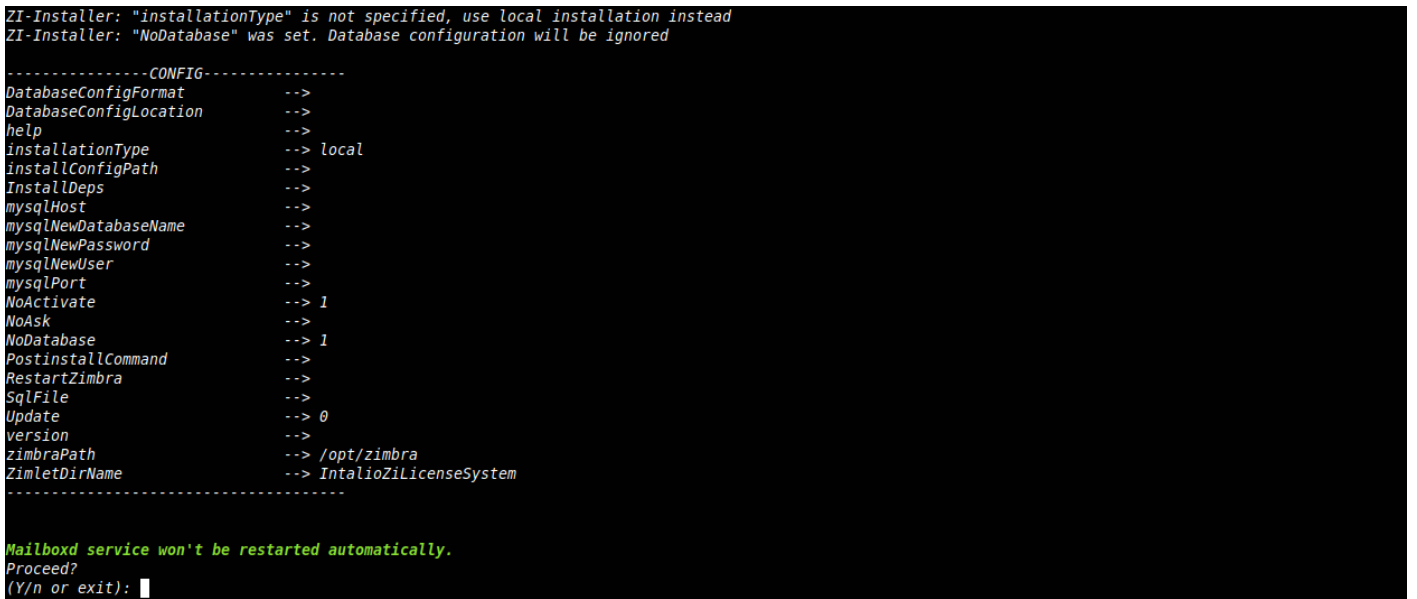 ZI-Installer: "installationType" is not specified, use local installation instead
ZI-Installer: "NoDatabase" was set. Database configuration will be ignored
----------------CONFIG----------------
DatabaseConfigFormat -->
DatabaseConfigLocation -->
help -->
installationType --> local
installConfigPath -->
InstallDeps -->
mysqlHost -->
mysqlNewDatabaseName -->
mysqlNewPassword -->
mysqlNewUser -->
mysqlPort -->
NoActivate --> 1
NoAsk -->
NoDatabase --> 1
PostinstallCommand -->
RestartZimbra -->
SqlFile -->
Update --> 0
version -->
zimbraPath --> /opt/zimbra
ZimletDirName --> IntalioZiLicenseSystem
--------------------------------------
Mailboxd service won't be restarted automatically.
Proceed?
(Y/n or exit):